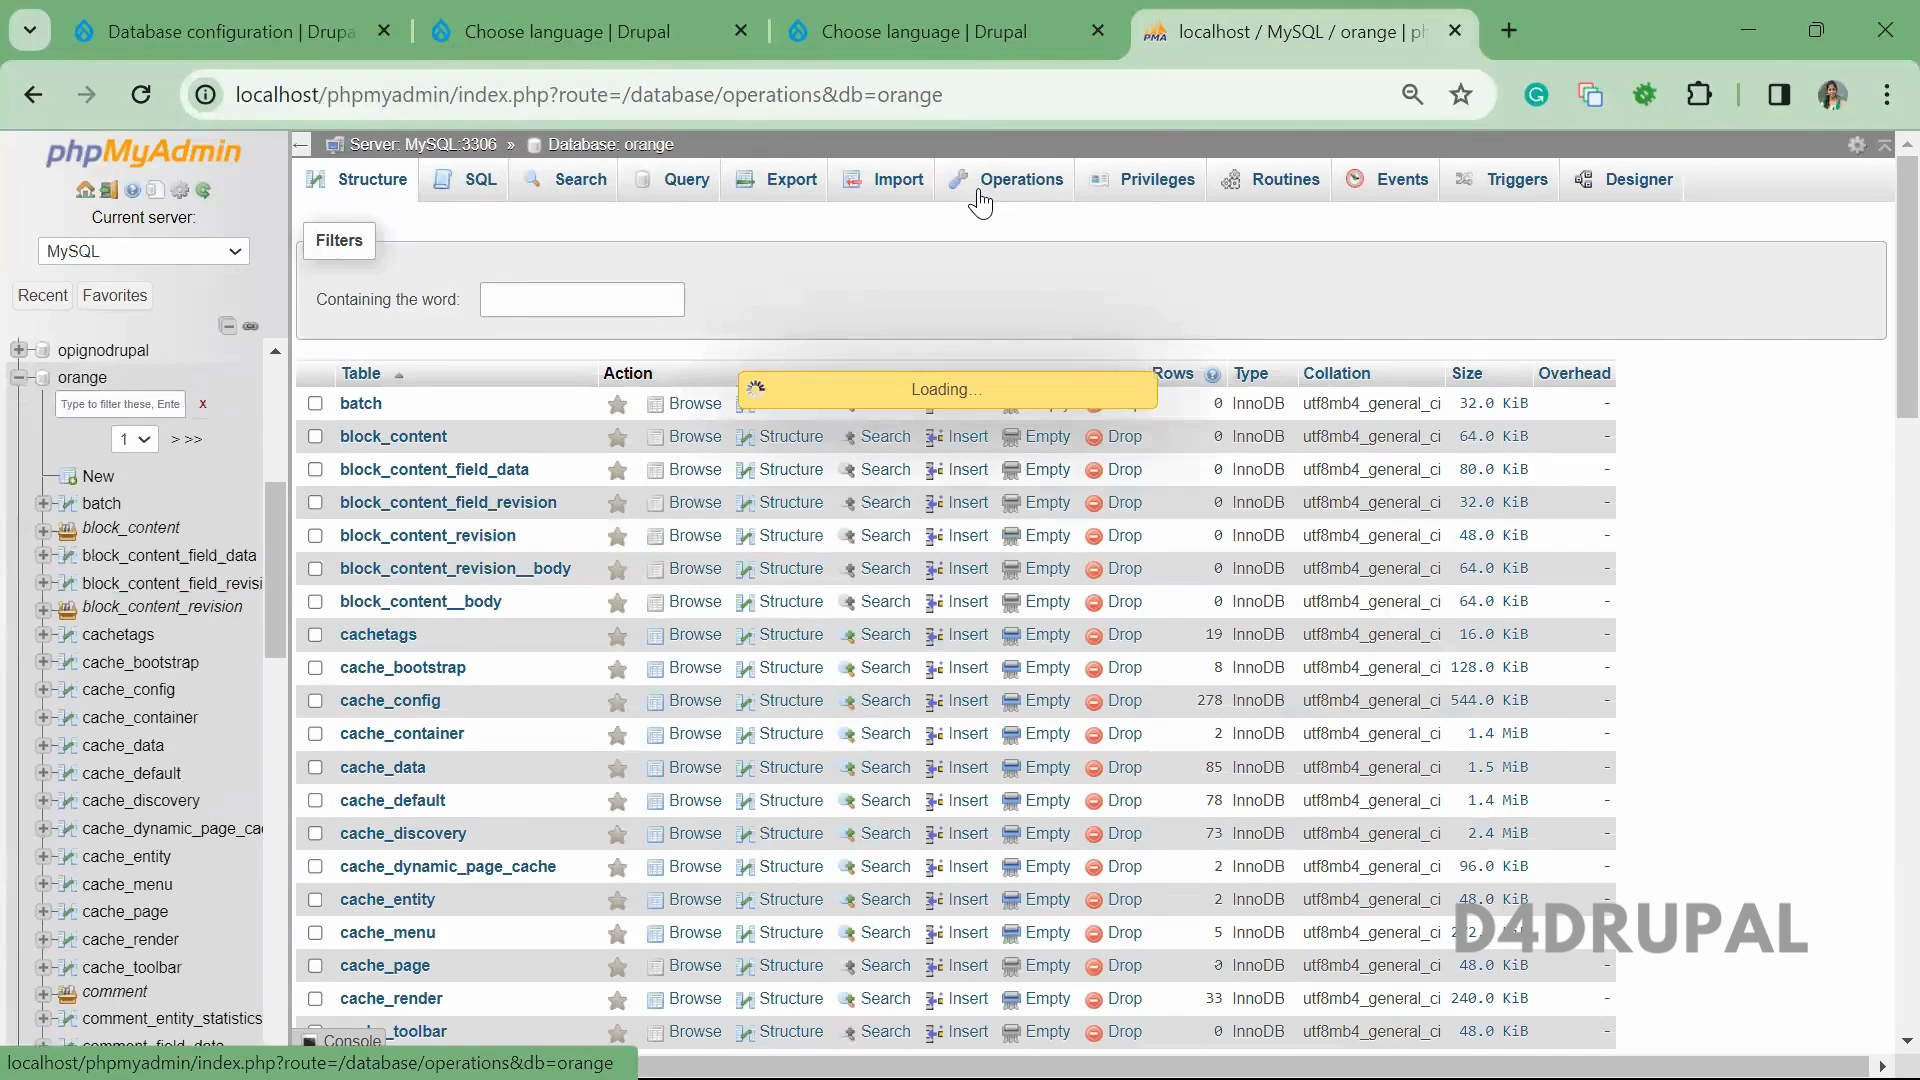 Database configuration | Drupa
Choose language | Drupal
Choose language | Drupal
localhost / MySQL / orange | ph
localhost/phpmyadmin/index.php?route=/database/operations&db=orange
phpMyAdmin
Current server:
MySQL
Recent Favorites
opignodrupal
orange
Type to filter these, Ente X
1 > >>
New
batch
block_content
block_content_field_data
block_content_field_revisi
block_content_revision
cachetags
cache_bootstrap
cache_config
cache_container
cache_data
cache_default
cache_discovery
cache_dynamic_page_cac
cache_entity
cache_menu
cache_page
cache_render
cache_toolbar
comment
comment_entity_statistics
comment_field_data
Server: MySQL:3306 » Database: orange
Structure SQL Search Query Export Import Operations Privileges Routines Events Triggers Designer
Filters
Containing the word:
Loading…
Table Action Rows Type Collation Size Overhead
batch Browse Drop 0 InnoDB utf8mb4_general_ci 32.0 KiB -
block_content Browse Structure Search Insert Empty Drop 0 InnoDB utf8mb4_general_ci 64.0 KiB -
block_content_field_data Browse Structure Search Insert Empty Drop 0 InnoDB utf8mb4_general_ci 80.0 KiB -
block_content_field_revision Browse Structure Search Insert Empty Drop 0 InnoDB utf8mb4_general_ci 32.0 KiB -
block_content_revision Browse Structure Search Insert Empty Drop 0 InnoDB utf8mb4_general_ci 48.0 KiB -
block_content_revision__body Browse Structure Search Insert Empty Drop 0 InnoDB utf8mb4_general_ci 64.0 KiB -
block_content__body Browse Structure Search Insert Empty Drop 0 InnoDB utf8mb4_general_ci 64.0 KiB -
cachetags Browse Structure Search Insert Empty Drop 19 InnoDB utf8mb4_general_ci 16.0 KiB -
cache_bootstrap Browse Structure Search Insert Empty Drop 8 InnoDB utf8mb4_general_ci 128.0 KiB -
cache_config Browse Structure Search Insert Empty Drop 278 InnoDB utf8mb4_general_ci 544.0 KiB -
cache_container Browse Structure Search Insert Empty Drop 2 InnoDB utf8mb4_general_ci 1.4 MiB -
cache_data Browse Structure Search Insert Empty Drop 85 InnoDB utf8mb4_general_ci 1.5 MiB -
cache_default Browse Structure Search Insert Empty Drop 78 InnoDB utf8mb4_general_ci 1.4 MiB -
cache_discovery Browse Structure Search Insert Empty Drop 73 InnoDB utf8mb4_general_ci 2.4 MiB -
cache_dynamic_page_cache Browse Structure Search Insert Empty Drop 2 InnoDB utf8mb4_general_ci 96.0 KiB -
cache_entity Browse Structure Search Insert Empty Drop 2 InnoDB utf8mb4_general_ci 48.0 KiB -
cache_menu Browse Structure Search Insert Empty Drop 5 InnoDB utf8mb4_general_ci KiB -
cache_page Browse Structure Search Insert Empty Drop 0 InnoDB utf8mb4_general_ci 48.0 KiB -
cache_render Browse Structure Search Insert Empty Drop 33 InnoDB utf8mb4_general_ci 240.0 KiB -
cache_toolbar Browse Structure Search Insert Empty Drop 0 InnoDB utf8mb4_general_ci 48.0 KiB -
D4DRUPAL
Console
localhost/phpmyadmin/index.php?route=/database/operations&db=orange